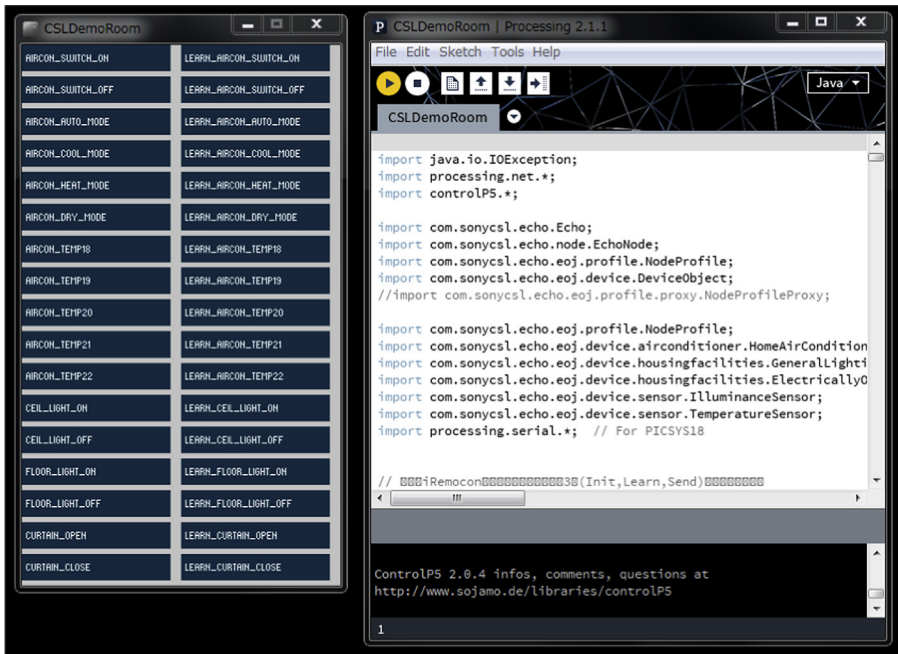 CSLDemoRoom
AIRCON_SWITCH_ON LEARN_AIRCON_SWITCH_ON
AIRCON_SWITCH_OFF LEARN_AIRCON_SWITCH_OFF
AIRCON_AUTO_MODE LEARN_AIRCON_AUTO_MODE
AIRCON_COOL_MODE LEARN_AIRCON_COOL_MODE
AIRCON_HEAT_MODE LEARN_AIRCON_HEAT_MODE
AIRCON_DRY_MODE LEARN_AIRCON_DRY_MODE
AIRCON_TEMP18 LEARN_AIRCON_TEMP18
AIRCON_TEMP19 LEARN_AIRCON_TEMP19
AIRCON_TEMP20 LEARN_AIRCON_TEMP20
AIRCON_TEMP21 LEARN_AIRCON_TEMP21
AIRCON_TEMP22 LEARN_AIRCON_TEMP22
CEIL_LIGHT_ON LEARN_CEIL_LIGHT_ON
CEIL_LIGHT_OFF LEARN_CEIL_LIGHT_OFF
FLOOR_LIGHT_ON LEARN_FLOOR_LIGHT_ON
FLOOR_LIGHT_OFF LEARN_FLOOR_LIGHT_OFF
CURTAIN_OPEN LEARN_CURTAIN_OPEN
CURTAIN_CLOSE LEARN_CURTAIN_CLOSE
P CSLDemoRoom | Processing 2.1.1
File Edit Sketch Tools Help
Java
CSLDemoRoom
import java.io.IOException;
import processing.net.*;
import controlP5.*;
import com.sonycsl.echo.Echo;
import com.sonycsl.echo.node.EchoNode;
import com.sonycsl.echo.eoj.profile.NodeProfile;
import com.sonycsl.echo.eoj.device.DeviceObject;
//import com.sonycsl.echo.eoj.profile.proxy.NodeProfileProxy;
import com.sonycsl.echo.eoj.profile.NodeProfile;
import com.sonycsl.echo.eoj.device.airconditioner.HomeAirCondition
import com.sonycsl.echo.eoj.device.housingfacilities.GeneralLighti
import com.sonycsl.echo.eoj.device.housingfacilities.ElectricallyO
import com.sonycsl.echo.eoj.device.sensor.IlluminanceSensor;
import com.sonycsl.echo.eoj.device.sensor.TemperatureSensor;
import processing.serial.*; // For PICSYS18
// iRemocon 3 (Init,Learn,Send)
ControlP5 2.0.4 infos, comments, questions at
http://www.sojamo.de/libraries/controlP5
1